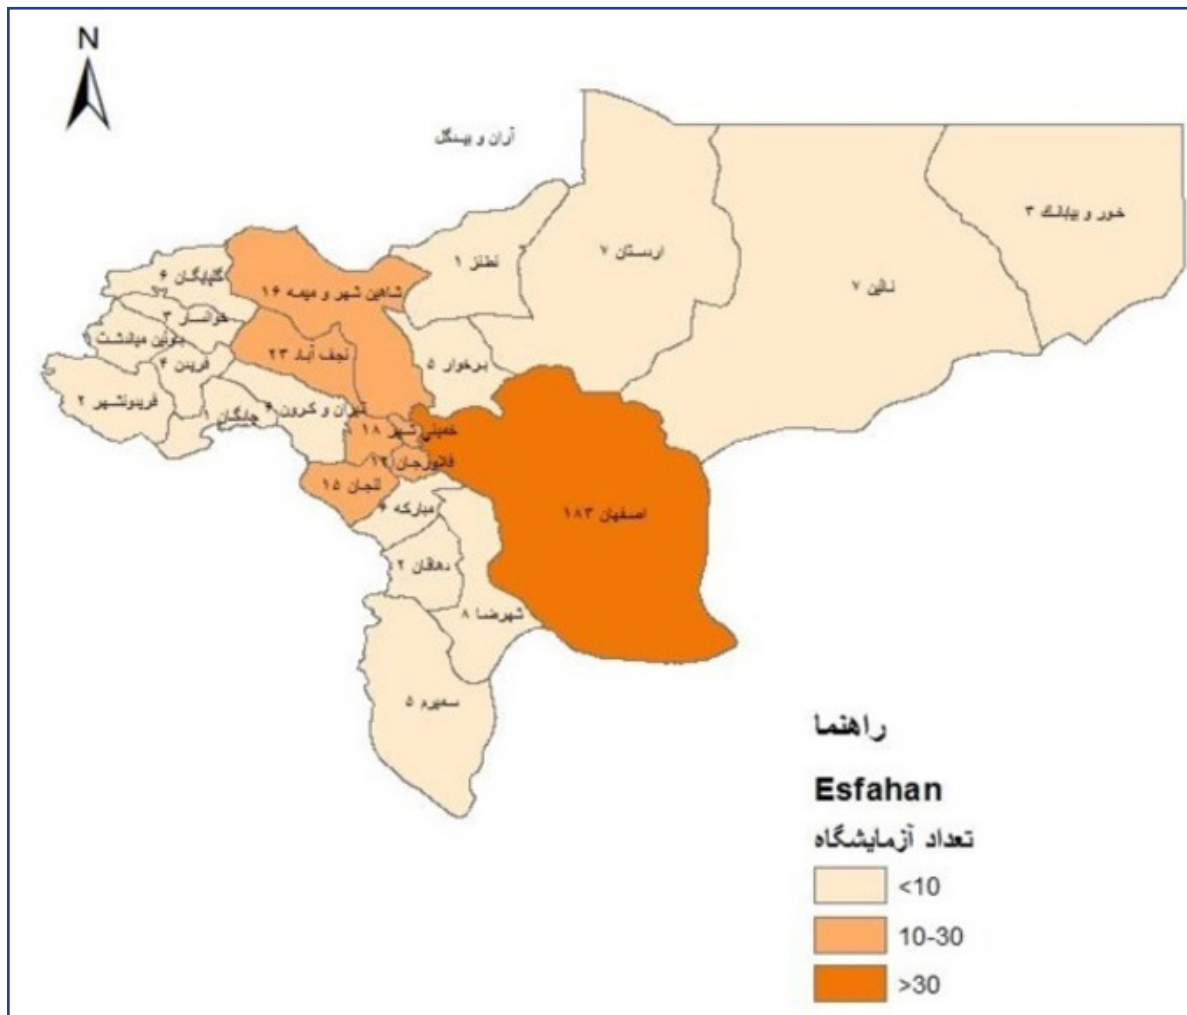 N
آران و بیدگل
خور و بیابانک ۳
اردستان ۷
نائین ۷
نطنز ۱
گلپایگان ۶
شاهین شهر و میمه ۱۶
خوانسار ۳
بوئین میاندشت
نجف آباد ۲۳
برخوار ۵
فریدن ۴
فریدونشهر ۲
چادگان ۱
تیران و کرون
خمینی شهر ۱۸
فلاورجان ۱۲
لنجان ۱۵
مبارکه
اصفهان ۱۸۳
دهاقان ۲
شهرضا ۸
سمیرم ۵
راهنما
Esfahan
تعداد آزمایشگاه
<10
10-30
>30